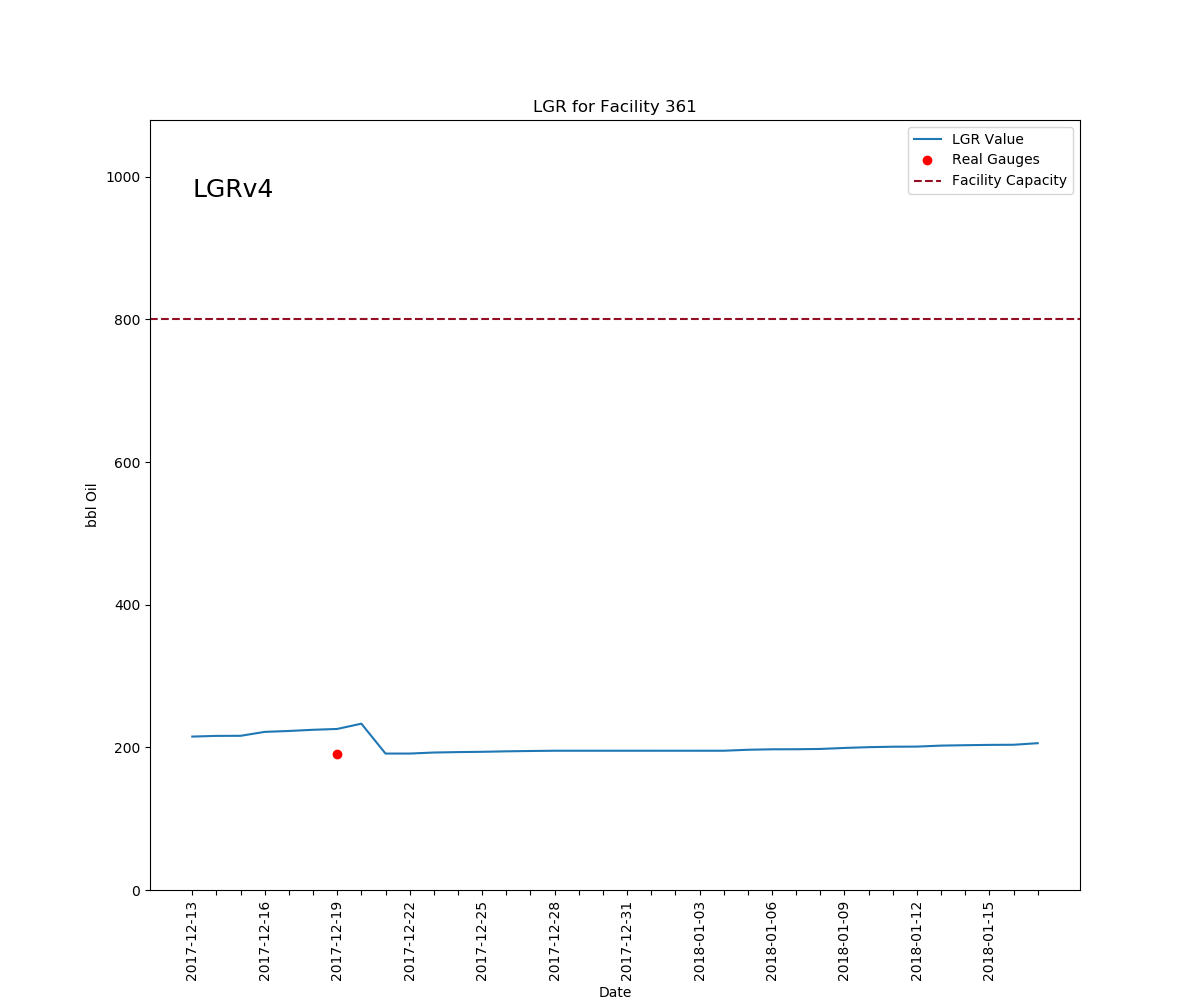 LGR for Facility 361
LGR Value
Real Gauges
Facility Capacity
LGRv4
1000
800
600
400
200
0
bbl Oil
2017-12-13
2017-12-16
2017-12-19
2017-12-22
2017-12-25
2017-12-28
2017-12-31
2018-01-03
2018-01-06
2018-01-09
2018-01-12
2018-01-15
Date